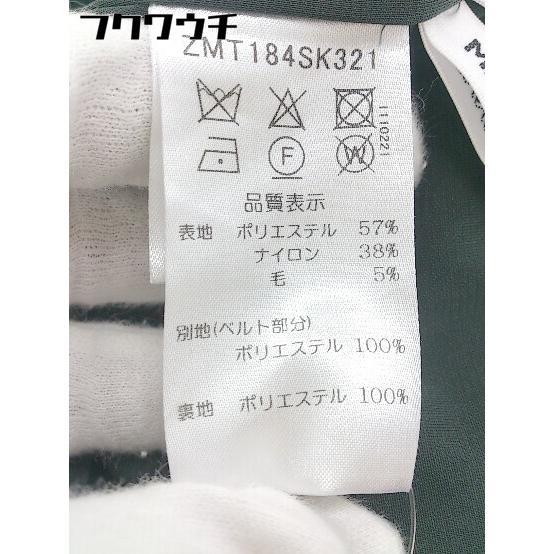 フクワウチ
ZMT184SK321
1110221
F
W
品質表示
表地 ポリエステル 57%
ナイロン 38%
毛 5%
別地(ベルト部分)
ポリエステル 100%
裏地 ポリエステル 100%